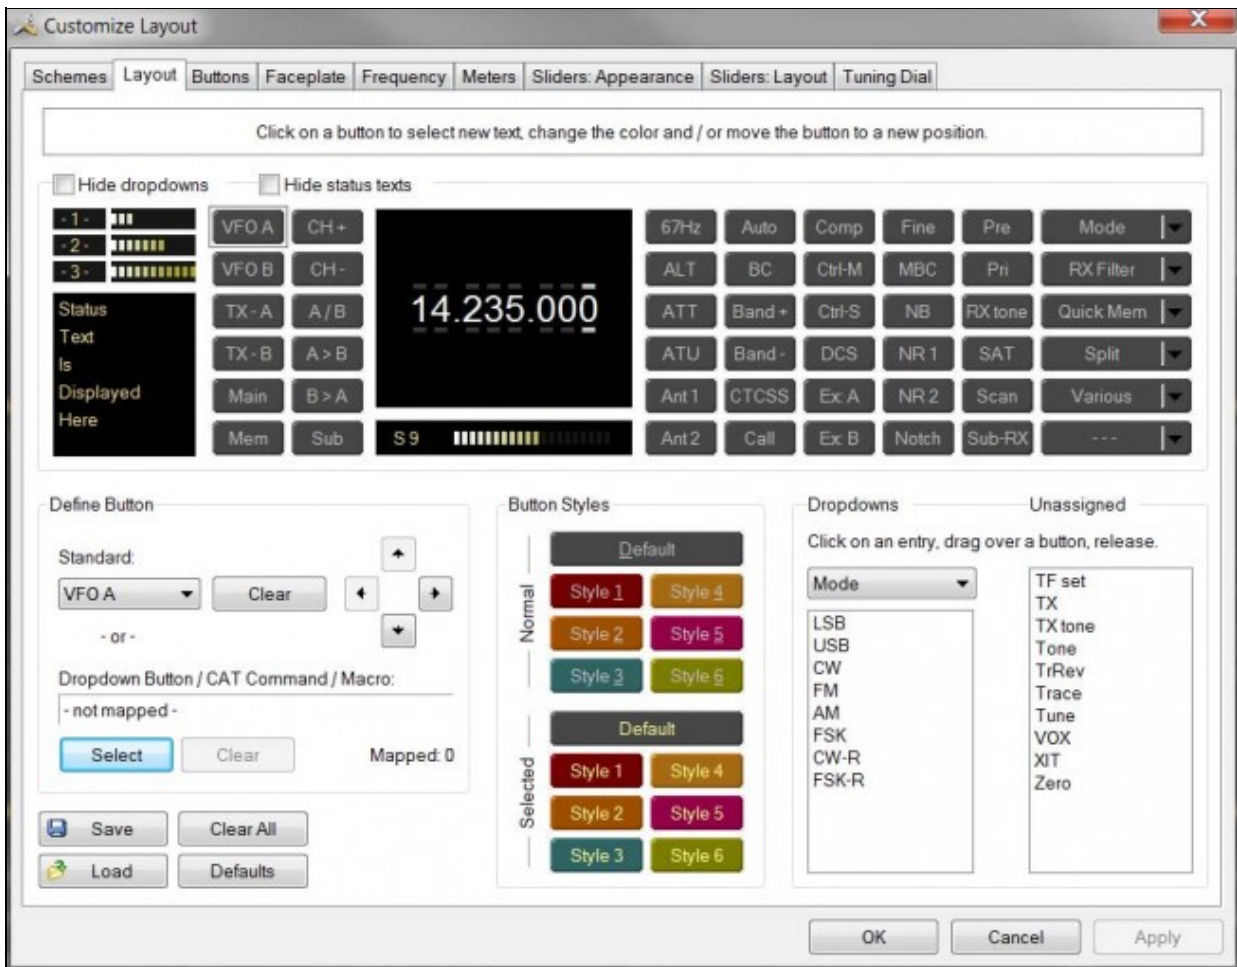 Customize Layout
X
Schemes Layout Buttons Faceplate Frequency Meters Sliders: Appearance Sliders: Layout Tuning Dial
Click on a button to select new text, change the color and / or move the button to a new position.
Hide dropdowns Hide status texts
- 1 - VFO A CH + 67Hz Auto Comp Fine Pre Mode
- 2 -
- 3 - VFO B CH - ALT BC Ctrl-M MBC Pri RX Filter
Status TX - A A / B 14.235.000 ATT Band + Ctrl-S NB RX tone Quick Mem
Text
Is TX - B A > B ATU Band - DCS NR 1 SAT Split
Displayed Main B > A Ant 1 CTCSS Ex: A NR 2 Scan Various
Here
Mem Sub S 9 Ant 2 Call Ex: B Notch Sub-RX - - -
Define Button
Standard:
VFO A Clear
- or -
Dropdown Button / CAT Command / Macro:
- not mapped -
Select Clear Mapped: 0
Save Clear All
Load Defaults
Button Styles
Normal
Default
Style 1 Style 4
Style 2 Style 5
Style 3 Style 6
Selected
Default
Style 1 Style 4
Style 2 Style 5
Style 3 Style 6
Dropdowns Unassigned
Click on an entry, drag over a button, release.
Mode
LSB
USB
CW
FM
AM
FSK
CW-R
FSK-R
TF set
TX
TX tone
Tone
TrRev
Trace
Tune
VOX
XIT
Zero
OK Cancel Apply